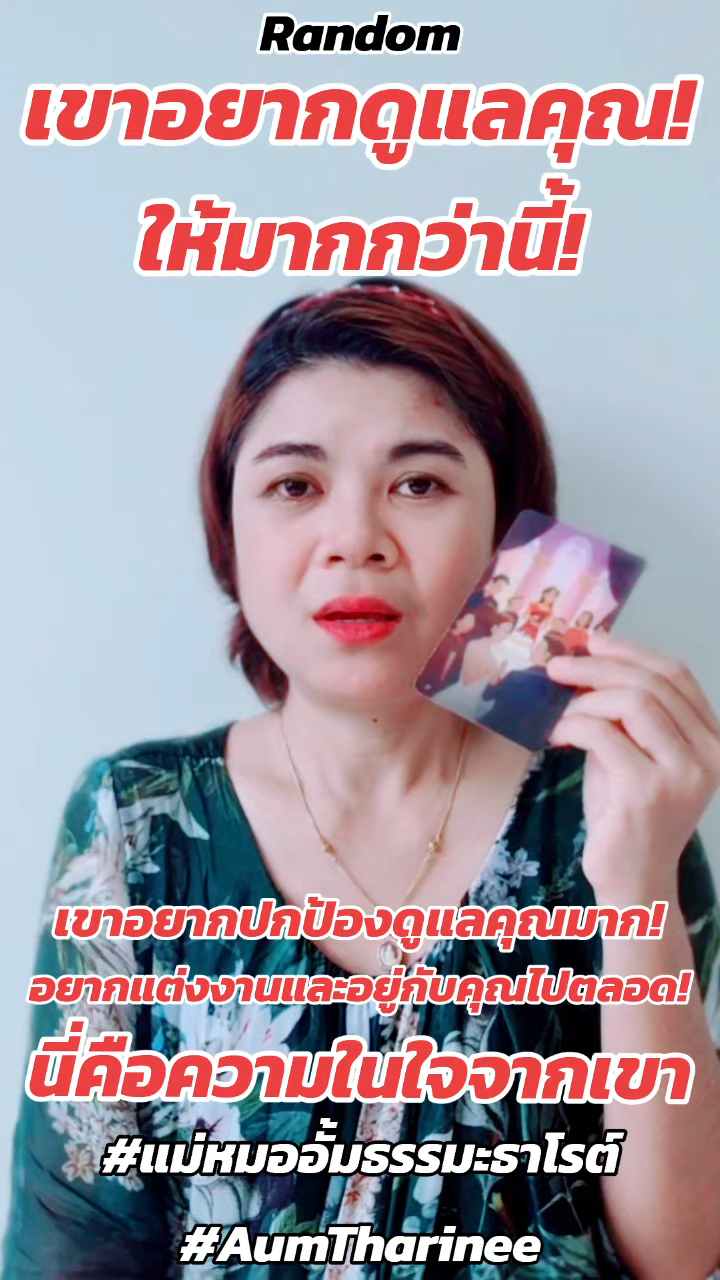 Random
เขาอยากดูแลคุณ!
ให้มากกว่านี้!
เขาอยากปกป้องดูแลคุณมาก!
อยากแต่งงานและอยู่กับคุณไปตลอด!
นี่คือความในใจจากเขา
#แม่หมออั้มธรรมะธาโรต์
#AumTharinee